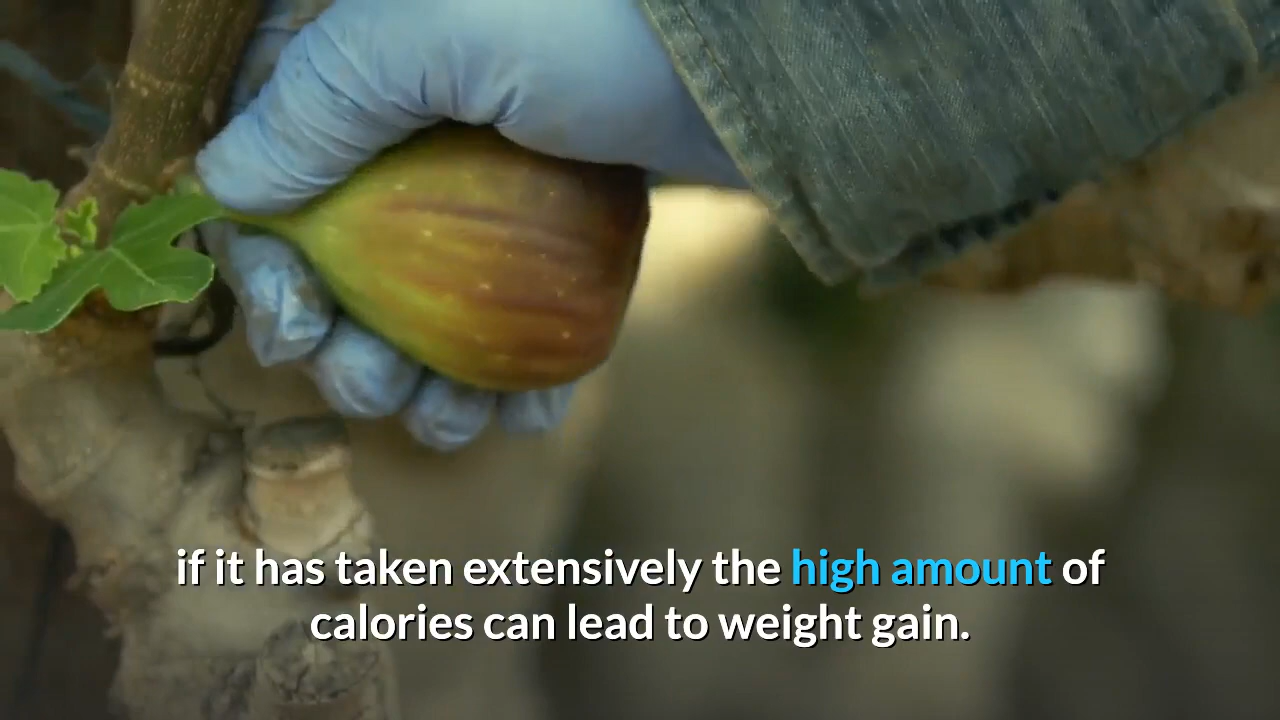 if it has taken extensively the high amount of
calories can lead to weight gain.